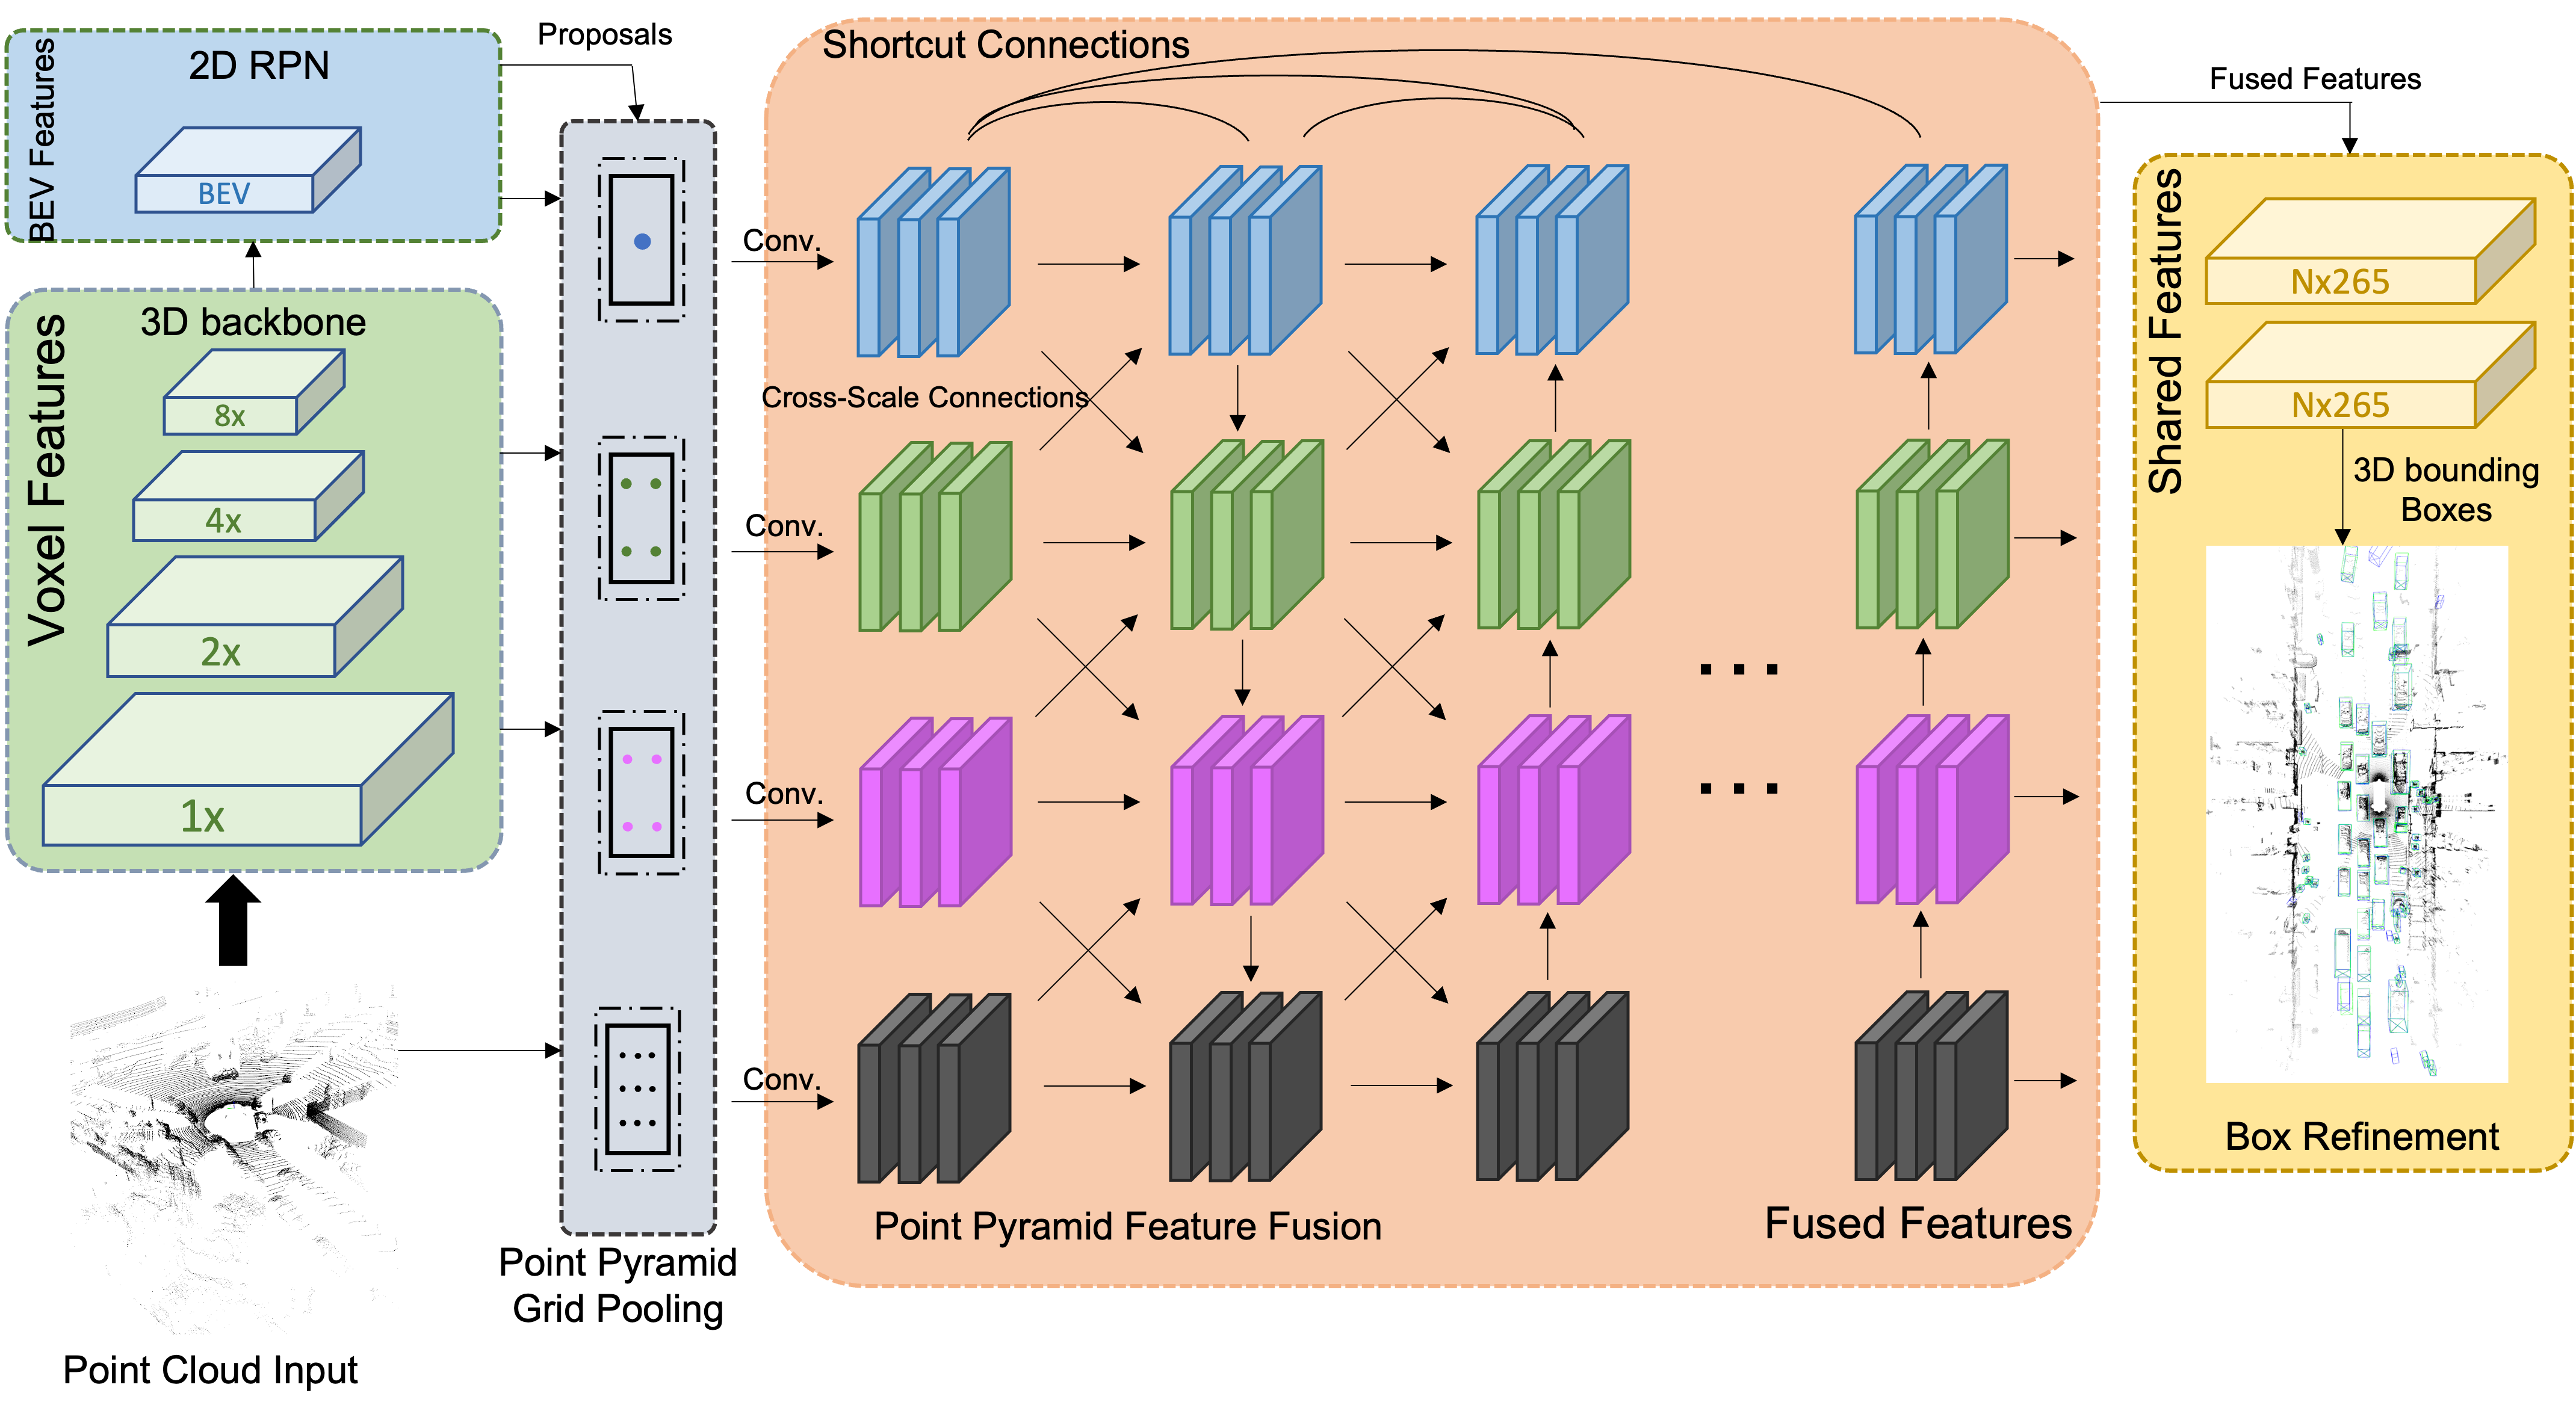 BEV Features
2D RPN
BEV
Proposals
Voxel Features
3D backbone
8x
4x
2x
1x
Point Cloud Input
Point Pyramid
Grid Pooling
Shortcut Connections
Conv.
Cross-Scale Connections
Conv.
Conv.
Conv.
Point Pyramid Feature Fusion
Fused Features
Fused Features
Shared Features
Nx265
Nx265
3D bounding
Boxes
Box Refinement